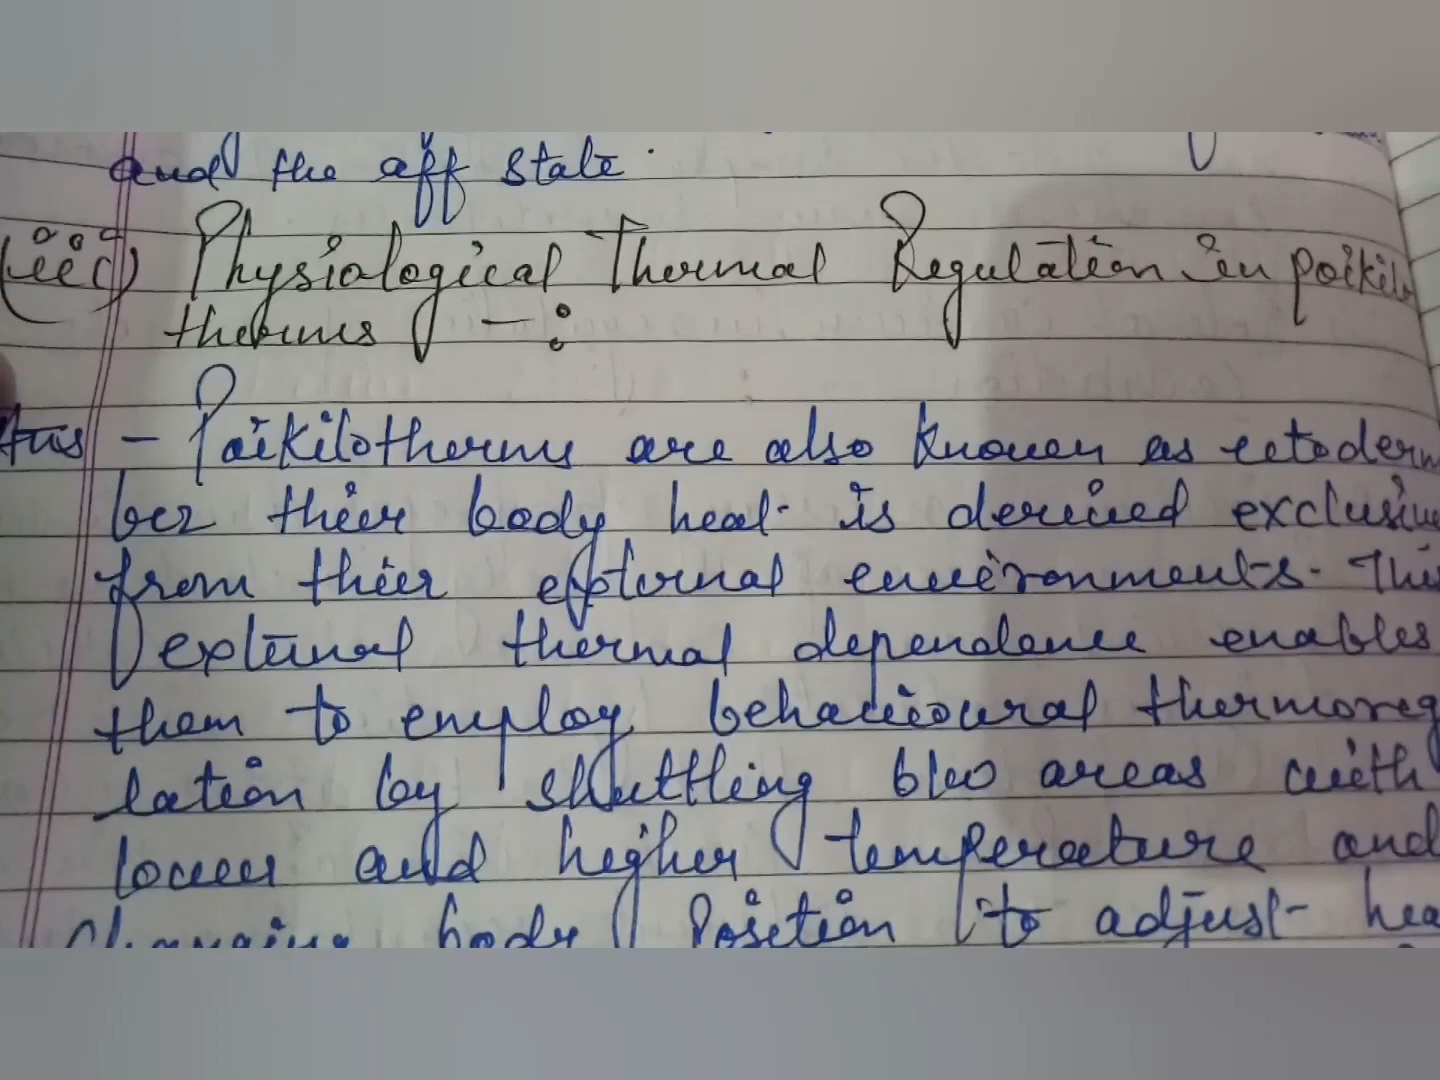 and the off state.
(iii) Physiological Thermal Regulation in poikilo
therms - :
Ans - Poikilotherms are also known as ectoderm
bcz their body heat is derived exclusive
from their external environments. This
external thermal dependence enables
them to employ behavioural thermoreg
lation by shuttling b/w areas with
lower and higher temperature and
Changing body Position to adjust hea